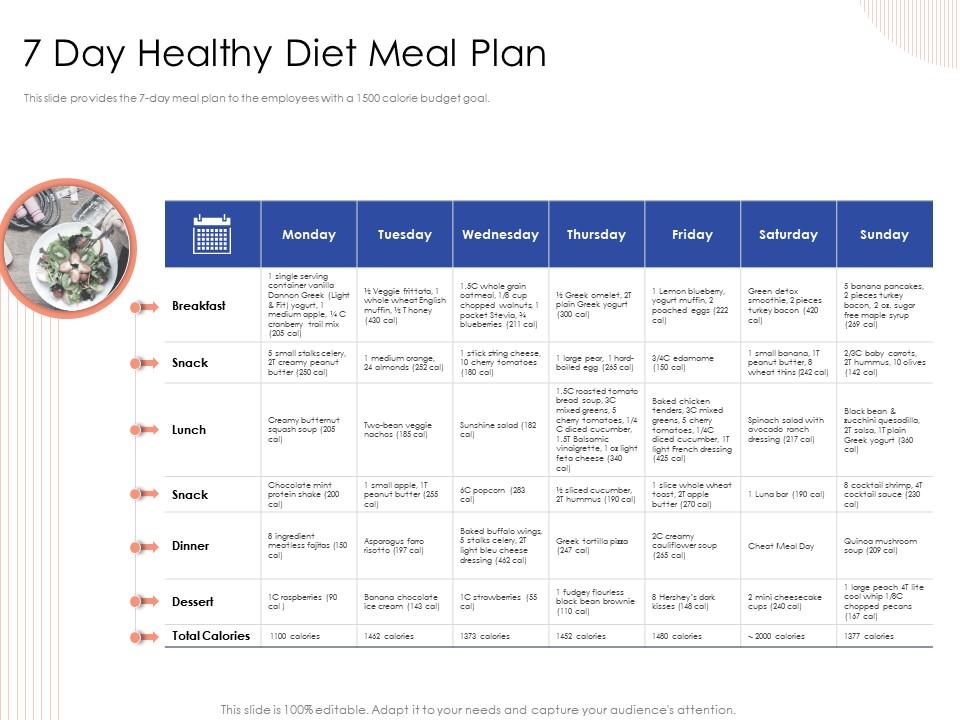 7 Day Healthy Diet Meal Plan
This slide provides the 7-day meal plan to the employees with a 1500 calorie budget goal.
Monday
Tuesday
Wednesday
Thursday
Friday
Saturday
Sunday
Breakfast
1 single serving
container vanilla
Dannon Greek (Light
& Fit) yogurt, 1
medium apple, ¼ C
cranberry trail mix
(205 cal)
½ Veggie frittata, 1
whole wheat English
muffin, ½ T honey
(430 cal)
1.5C whole grain
oatmeal, 1/8 cup
chopped walnuts, 1
packet Stevia, ¾
blueberries (211 cal)
½ Greek omelet, 2T
plain Greek yogurt
(300 cal)
1 Lemon blueberry,
yogurt muffin, 2
poached eggs (222
cal)
Green detox
smoothie, 2 pieces
turkey bacon (420
cal)
5 banana pancakes,
2 pieces turkey
bacon, 2 oz. sugar
free maple syrup
(269 cal)
Snack
5 small stalks celery,
2T creamy peanut
butter (250 cal)
1 medium orange,
24 almonds (252 cal)
1 stick string cheese,
10 cherry tomatoes
(180 cal)
1 large pear, 1 hard-
boiled egg (265 cal)
3/4C edamame
(150 cal)
1 small banana, 1T
peanut butter, 8
wheat thins (242 cal)
2/3C baby carrots,
2T hummus, 10 olives
(142 cal)
Lunch
Creamy butternut
squash soup (205
cal)
Two-bean veggie
nachos (185 cal)
Sunshine salad (182
cal)
1.5C roasted tomato
bread soup, 3C
mixed greens, 5
cherry tomatoes, 1/4
C diced cucumber,
1.5T Balsamic
vinaigrette, 1 oz light
feta cheese (340
cal)
Baked chicken
tenders, 3C mixed
greens, 5 cherry
tomatoes, 1/4C
diced cucumber, 1T
light French dressing
(425 cal)
Spinach salad with
avocado ranch
dressing (217 cal)
Black bean &
zucchini quesadilla,
2T salsa, 1T plain
Greek yogurt (360
cal)
Snack
Chocolate mint
protein shake (200
cal)
1 small apple, 1T
peanut butter (255
cal)
6C popcorn (283
cal)
½ sliced cucumber,
2T hummus (190 cal)
1 slice whole wheat
toast, 2T apple
butter (270 cal)
1 Luna bar (190 cal)
8 cocktail shrimp, 4T
cocktail sauce (230
cal)
Dinner
8 ingredient
meatless fajitas (150
cal)
Asparagus farro
risotto (197 cal)
Baked buffalo wings,
5 stalks celery, 2T
light bleu cheese
dressing (462 cal)
Greek tortilla pizza
(247 cal)
2C creamy
cauliflower soup
(265 cal)
Cheat Meal Day
Quinoa mushroom
soup (209 cal)
Dessert
1C raspberries (90
cal )
Banana chocolate
ice cream (143 cal)
1C strawberries (55
cal)
1 fudgey flourless
black bean brownie
(110 cal)
8 Hershey's dark
kisses (148 cal)
2 mini cheesecake
cups (240 cal)
1 large peach 4T lite
cool whip 1/8C
chopped pecans
(167 cal)
Total Calories
1100 calories
1462 calories
1373 calories
1452 calories
1480 calories
~ 2000 calories
1377 calories
This slide is 100% editable. Adapt it to your needs and capture your audience's attention.